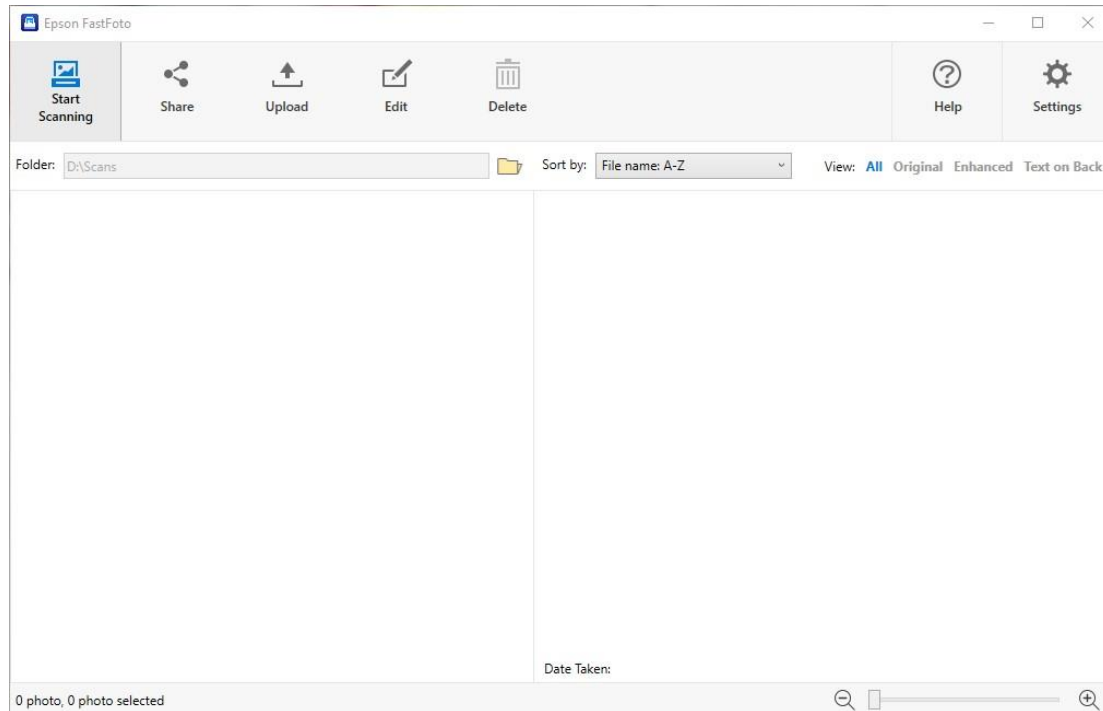 Epson FastFoto
Start Scanning
Share
Upload
Edit
Delete
Help
Settings
Folder: D:\Scans
Sort by: File name: A-Z
View: All Original Enhanced Text on Back
Date Taken:
0 photo, 0 photo selected